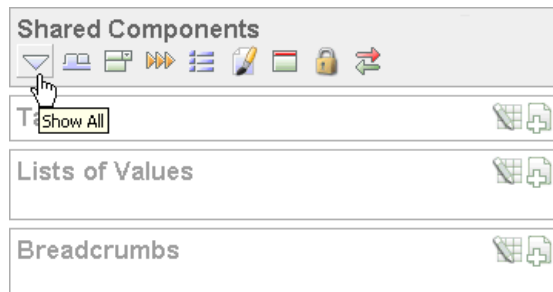 Shared Components
Show All
Lists of Values
Breadcrumbs